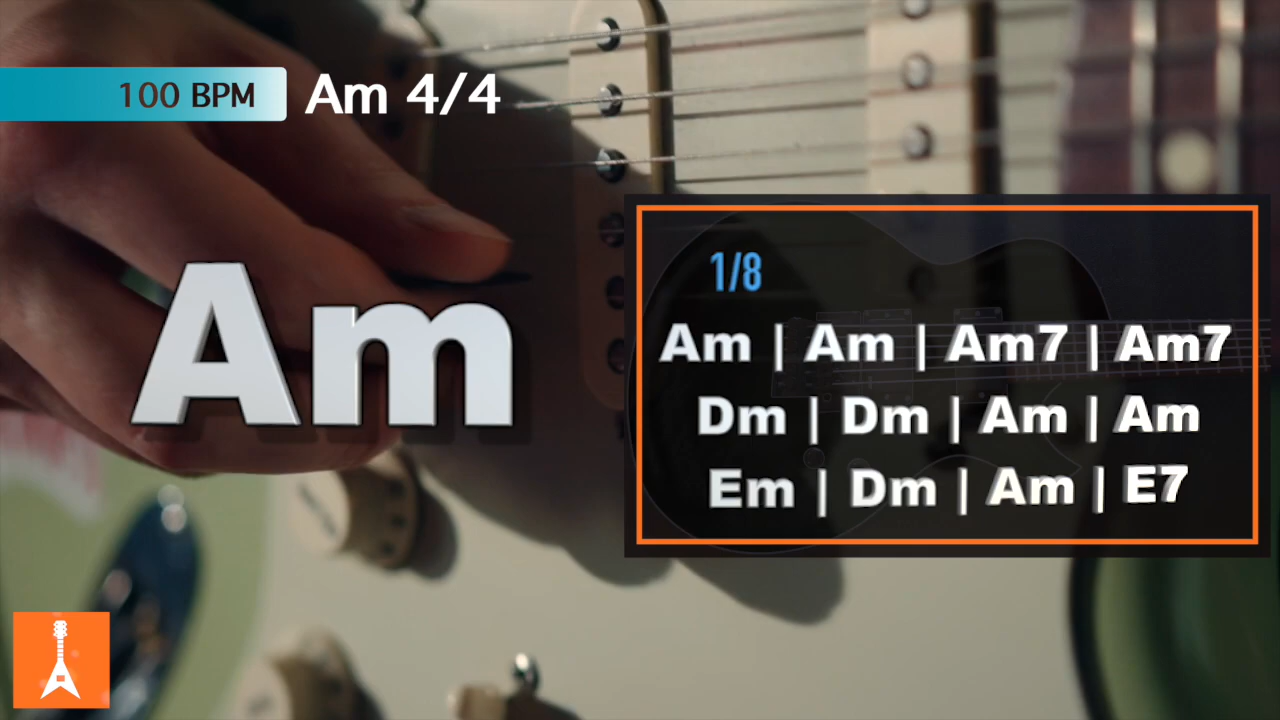 100 BPM Am 4/4
Am
1/8
Am | Am | Am7 | Am7
Dm | Dm | Am | Am
Em | Dm | Am | E7